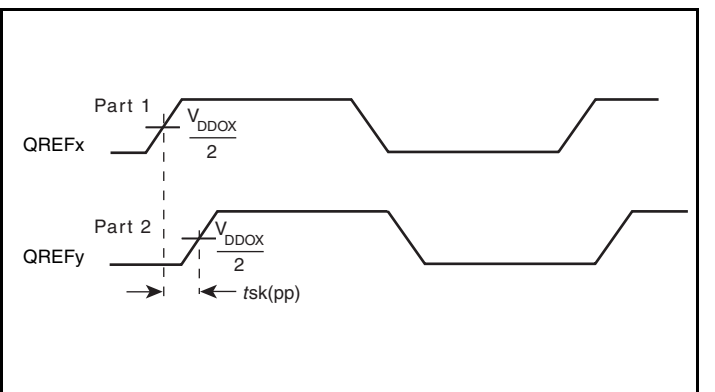 Part 1
QREFx
VDDOX
2
Part 2
QREFy
VDDOX
2
tsk(pp)